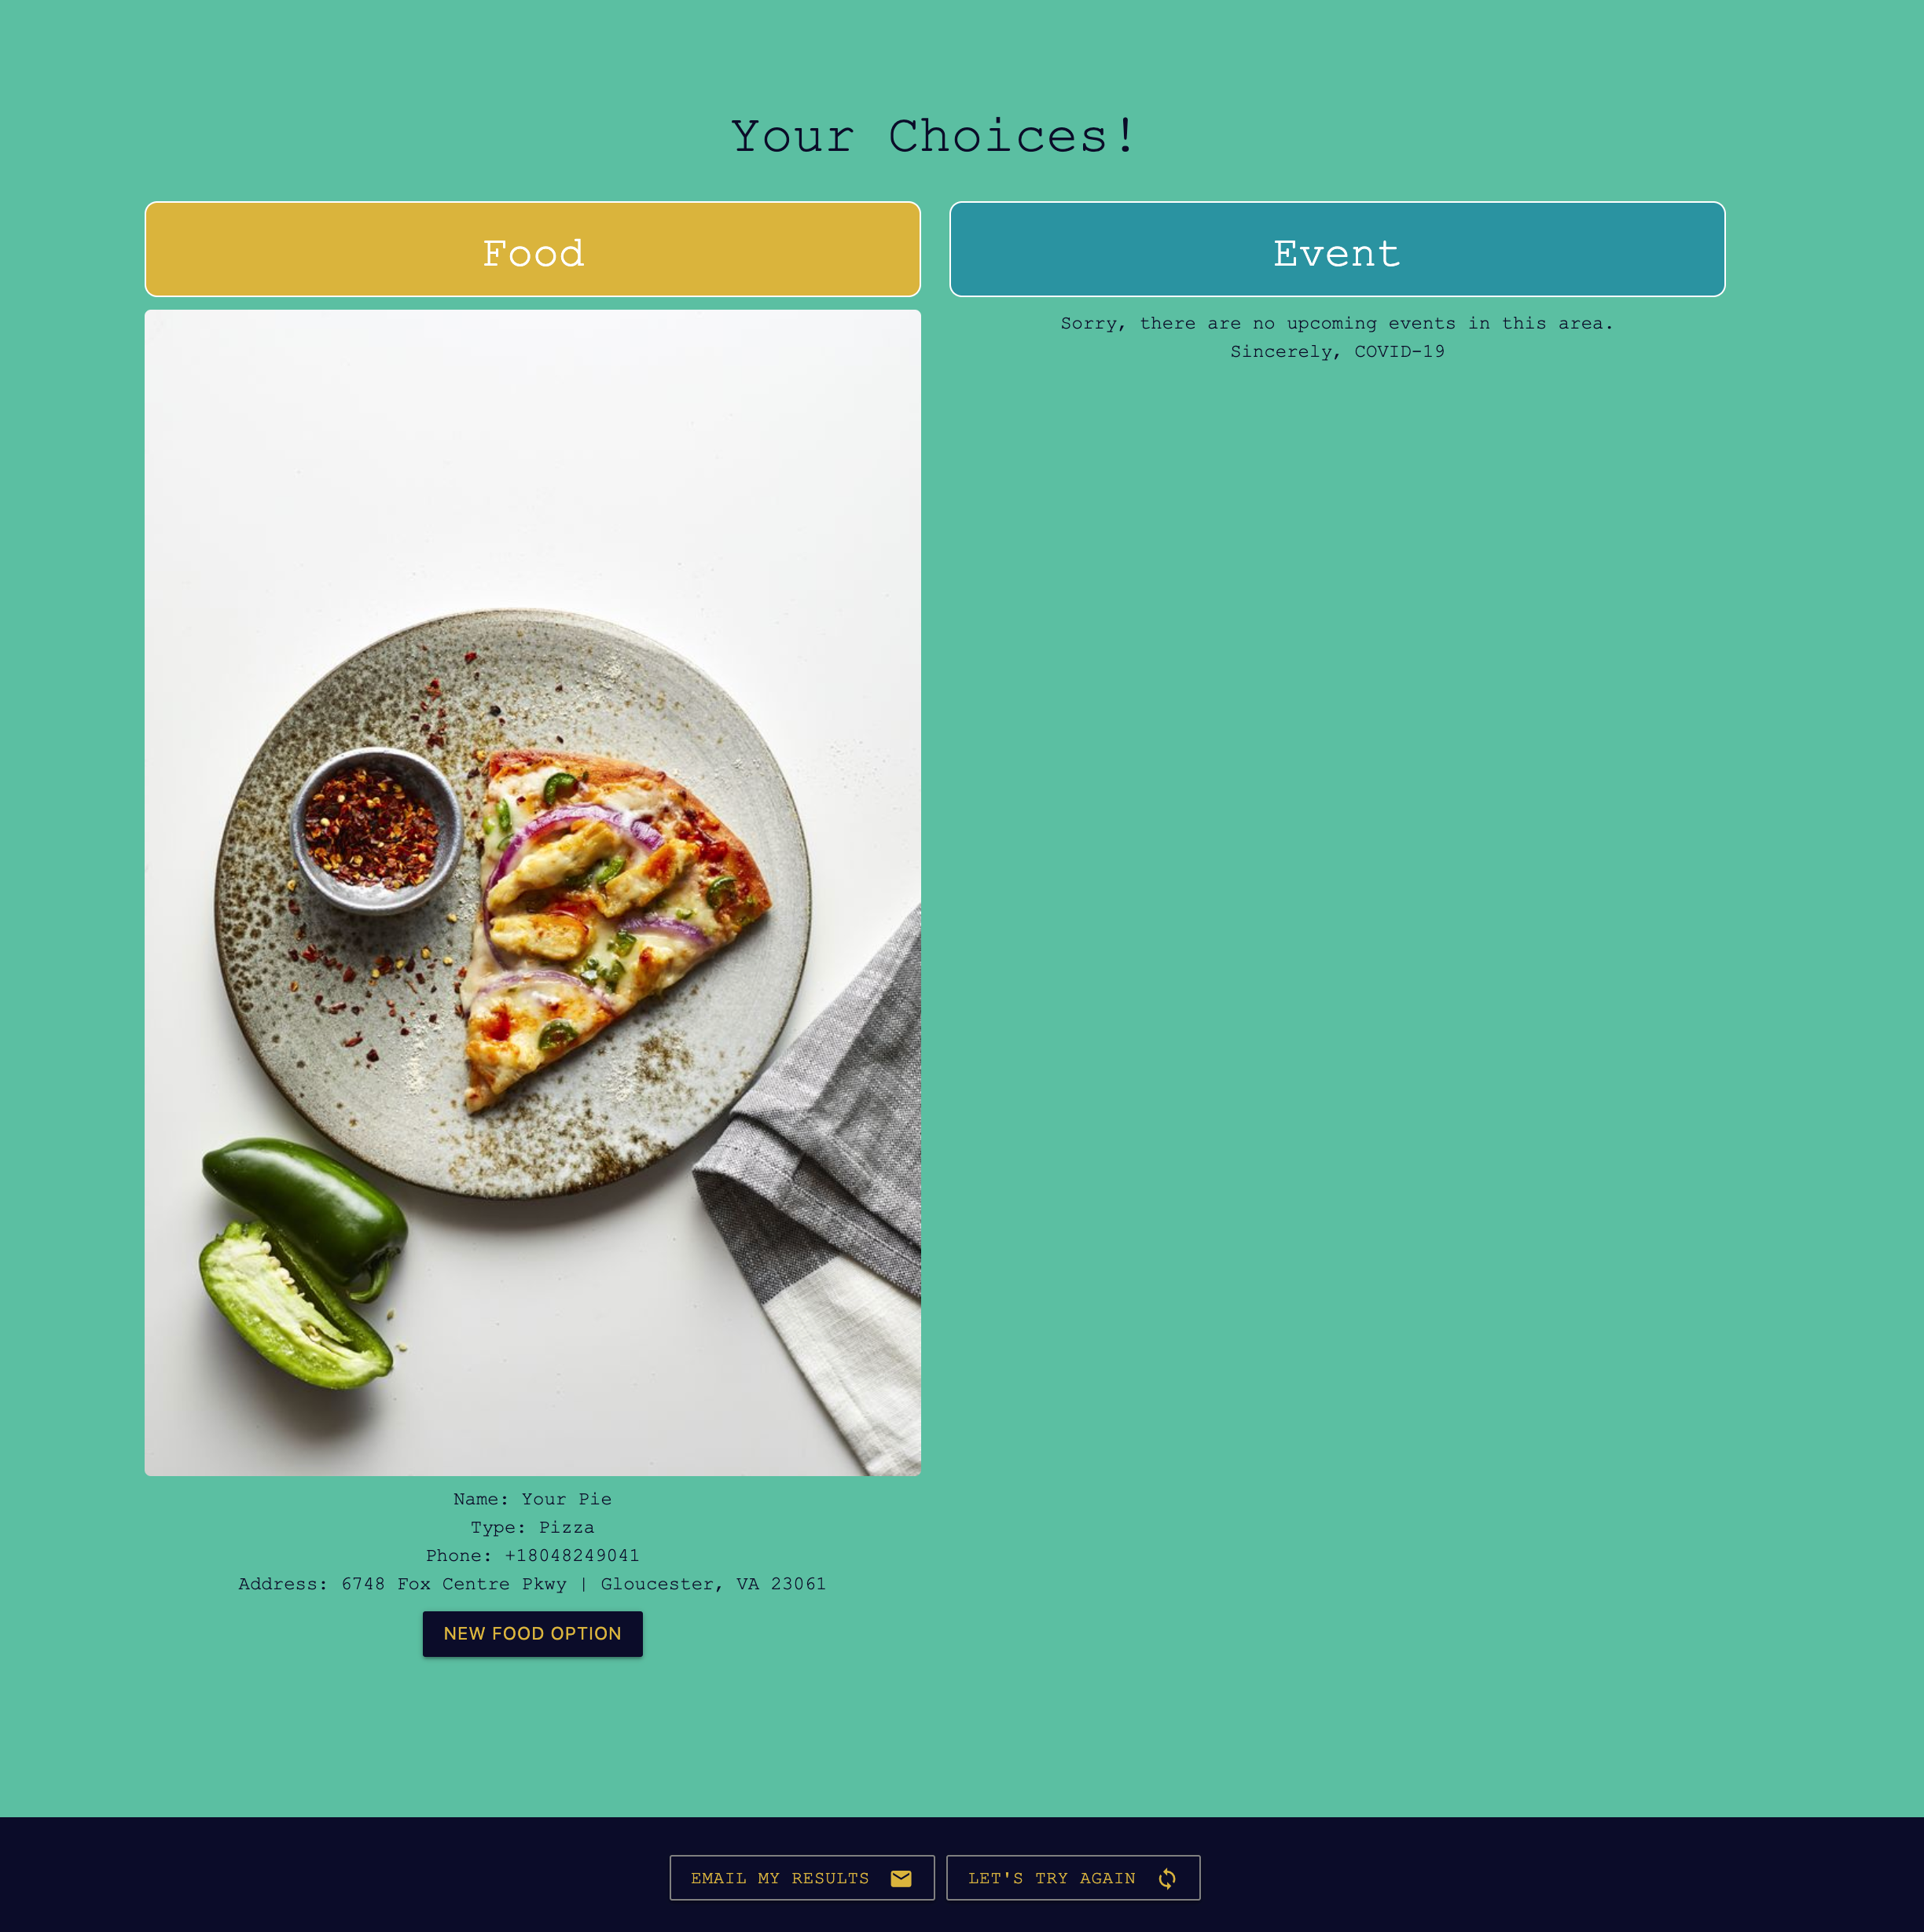 Your Choices!
Food
Event
Sorry, there are no upcoming events in this area.
Sincerely, COVID-19
Name: Your Pie
Type: Pizza
Phone: +18048249041
Address: 6748 Fox Centre Pkwy | Gloucester, VA 23061
NEW FOOD OPTION
EMAIL MY RESULTS
LET'S TRY AGAIN